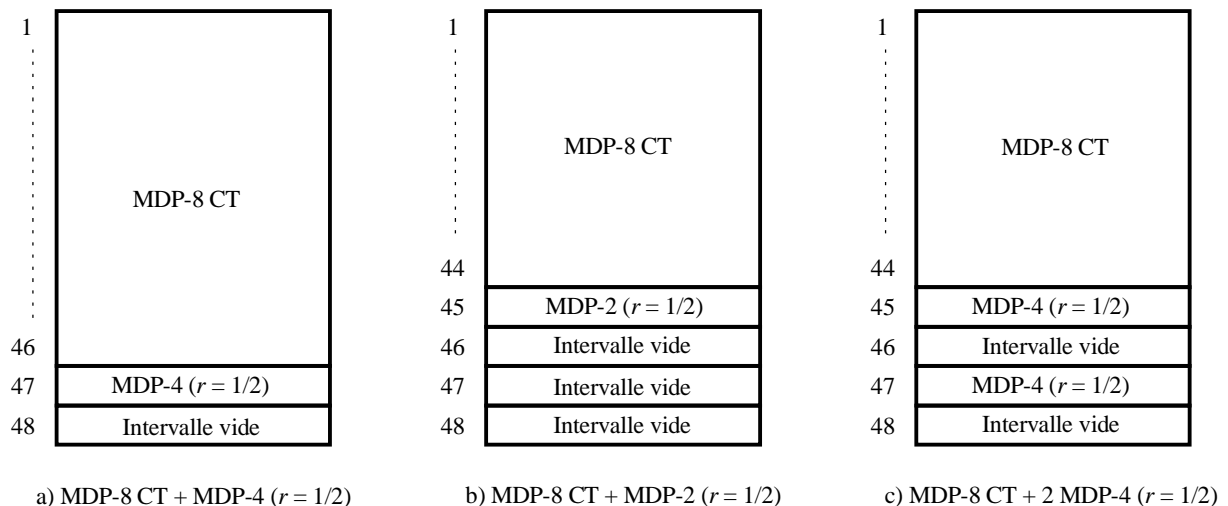 1
MDP-8 CT
46
47
MDP-4 (r = 1/2)
48
Intervalle vide
a) MDP-8 CT + MDP-4 (r = 1/2)
1
MDP-8 CT
44
45
MDP-2 (r = 1/2)
46
Intervalle vide
47
Intervalle vide
48
Intervalle vide
b) MDP-8 CT + MDP-2 (r = 1/2)
1
MDP-8 CT
44
45
MDP-4 (r = 1/2)
46
Intervalle vide
47
MDP-4 (r = 1/2)
48
Intervalle vide
c) MDP-8 CT + 2 MDP-4 (r = 1/2)